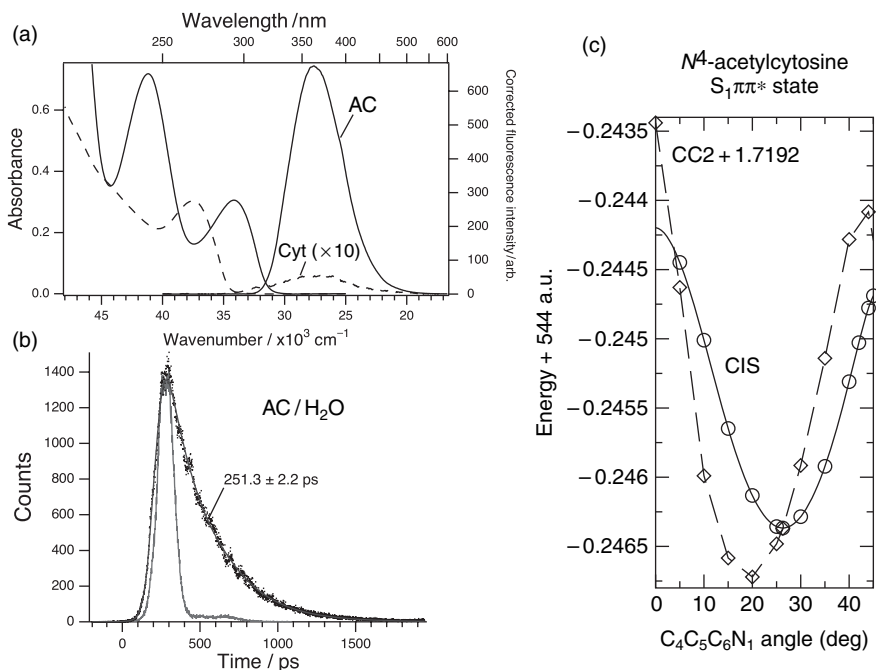 (a)
Wavelength /nm
250 300 350 400 500 600
Absorbance
0.6
0.4
0.2
0.0
AC
Cyt (×10)
600
500
400
300
200
100
0
Corrected fluorescence intensity/arb.
45 40 35 30 25 20
Wavenumber / x10³ cm⁻¹
(b)
Counts
1400
1200
1000
800
600
400
200
0
AC / H₂O
251.3 ± 2.2 ps
0 500 1000 1500
Time / ps
(c)
N⁴-acetylcytosine
S₁ππ* state
Energy + 544 a.u.
−0.2435
−0.244
−0.2445
−0.245
−0.2455
−0.246
−0.2465
CC2 + 1.7192
CIS
0 10 20 30 40
C₄C₅C₆N₁ angle (deg)